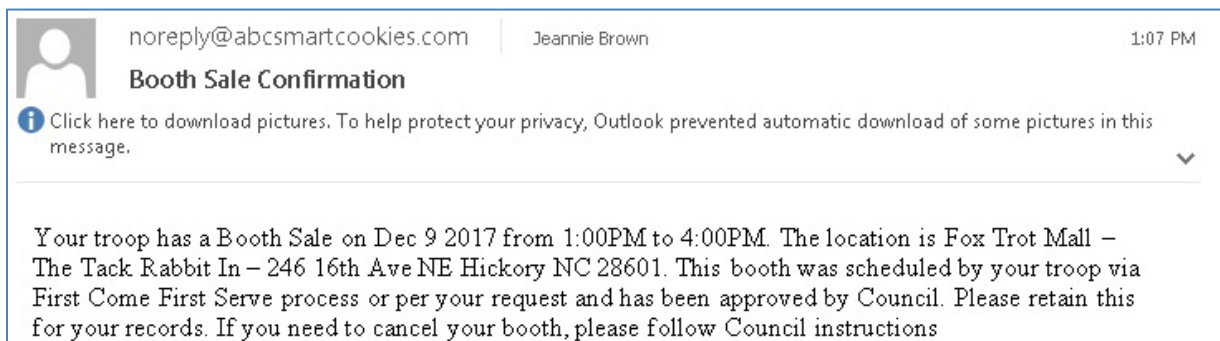 noreply@abcsmartcookies.com Jeannie Brown 1:07 PM
Booth Sale Confirmation
Click here to download pictures. To help protect your privacy, Outlook prevented automatic download of some pictures in this
message.
Your troop has a Booth Sale on Dec 9 2017 from 1:00PM to 4:00PM. The location is Fox Trot Mall –
The Tack Rabbit In – 246 16th Ave NE Hickory NC 28601. This booth was scheduled by your troop via
First Come First Serve process or per your request and has been approved by Council. Please retain this
for your records. If you need to cancel your booth, please follow Council instructions